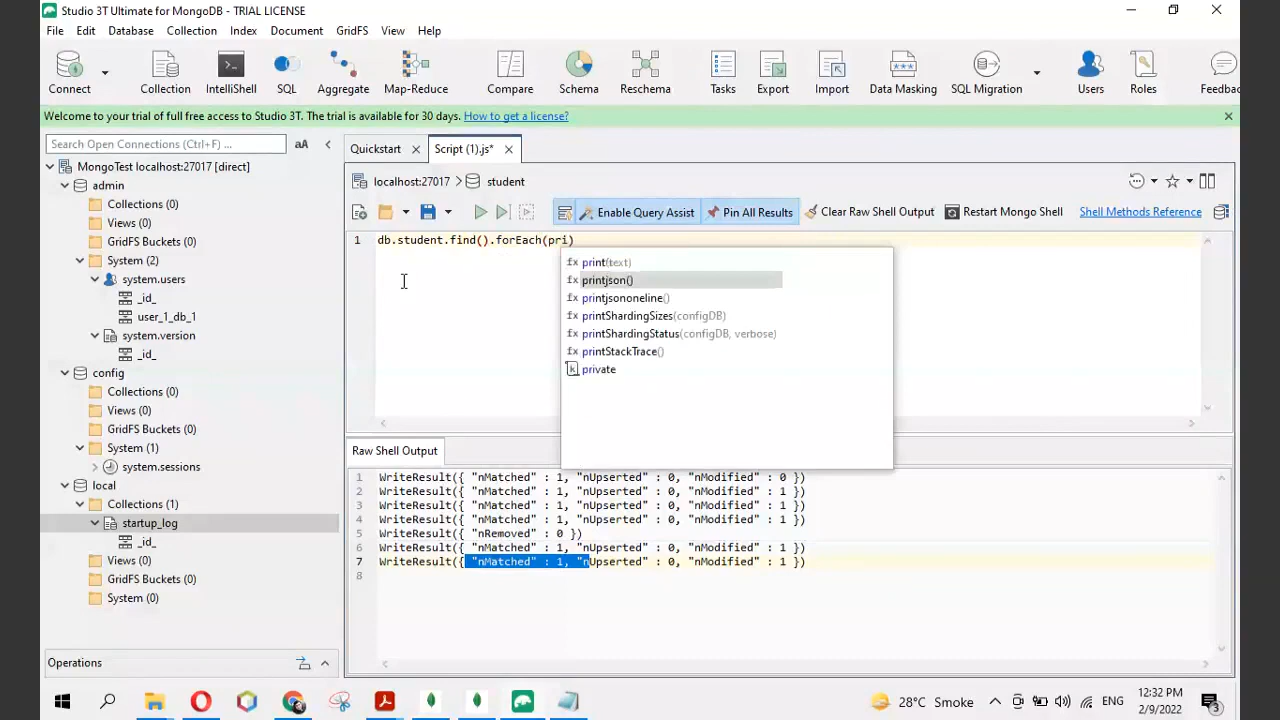 Studio 3T Ultimate for MongoDB - TRIAL LICENSE
File Edit Database Collection Index Document GridFS View Help
Connect Collection IntelliShell SQL Aggregate Map-Reduce Compare Schema Reschema Tasks Export Import Data Masking SQL Migration Users Roles Feedba
Welcome to your trial of full free access to Studio 3T. The trial is available for 30 days. How to get a license?
Search Open Connections (Ctrl+F) ... aA
MongoTest localhost:27017 [direct]
admin
Collections (0)
Views (0)
GridFS Buckets (0)
System (2)
system.users
_id_
user_1_db_1
system.version
_id_
config
Collections (0)
Views (0)
GridFS Buckets (0)
System (1)
system.sessions
local
Collections (1)
startup_log
_id_
Views (0)
GridFS Buckets (0)
System (0)
Operations
Quickstart Script (1).js*
localhost:27017 student
Enable Query Assist Pin All Results Clear Raw Shell Output Restart Mongo Shell Shell Methods Reference
1 db.student.find().forEach(pri)
fx print(text)
fx printjson()
fx printjsononeline()
fx printShardingSizes(configDB)
fx printShardingStatus(configDB, verbose)
fx printStackTrace()
k private
Raw Shell Output
1 WriteResult({ "nMatched" : 1, "nUpserted" : 0, "nModified" : 0 })
2 WriteResult({ "nMatched" : 1, "nUpserted" : 0, "nModified" : 1 })
3 WriteResult({ "nMatched" : 1, "nUpserted" : 0, "nModified" : 1 })
4 WriteResult({ "nMatched" : 1, "nUpserted" : 0, "nModified" : 1 })
5 WriteResult({ "nRemoved" : 0 })
6 WriteResult({ "nMatched" : 1, "nUpserted" : 0, "nModified" : 1 })
7 WriteResult({ "nMatched" : 1, "nUpserted" : 0, "nModified" : 1 })
8
28°C Smoke ENG 12:32 PM
2/9/2022
3